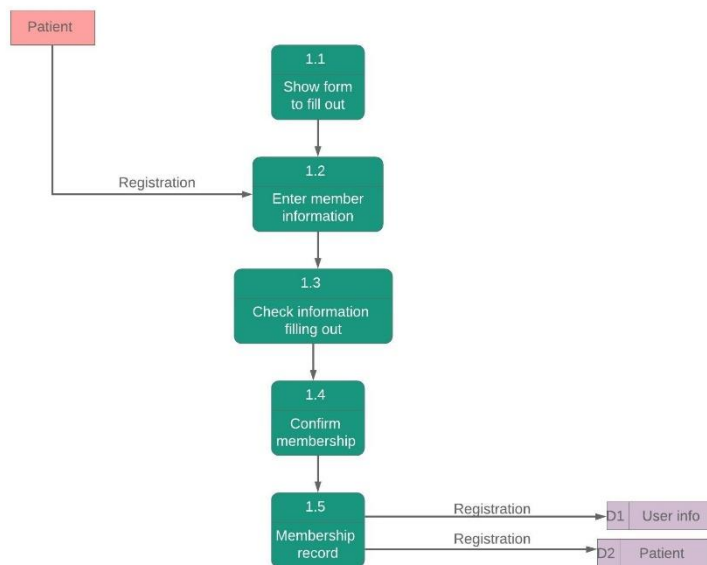 Patient
1.1
Show form
to fill out
1.2
Registration
Enter member
information
1.3
Check information
filling out
1.4
Confirm
membership
1.5
Membership
record
Registration
D1 User info
Registration
D2 Patient